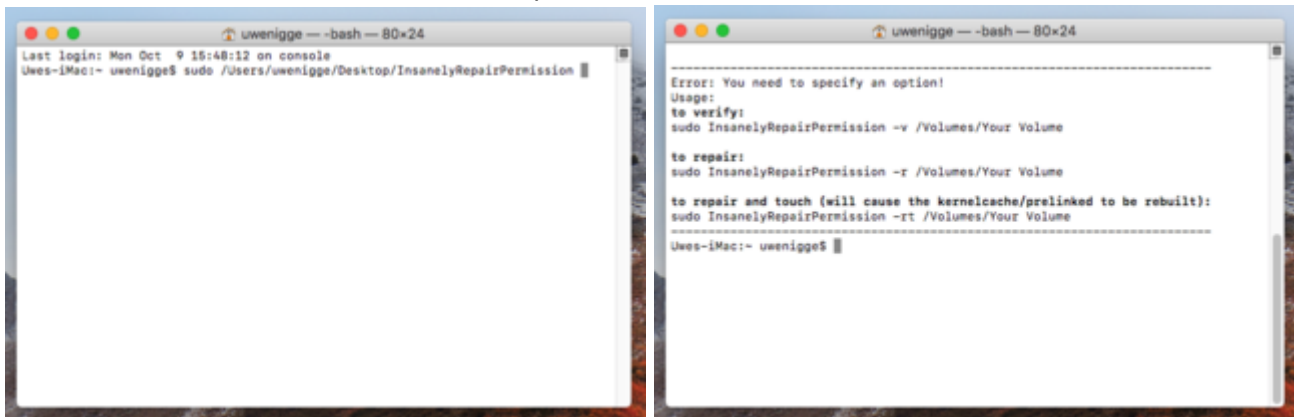 uwenigge — -bash — 80×24
Last login: Mon Oct  9 15:48:12 on console
Uwes-iMac:~ uwenigge$ sudo /Users/uwenigge/Desktop/InsanelyRepairPermission
uwenigge — -bash — 80×24
--------------------------------------------------------------------------
Error: You need to specify an option!
Usage:
to verify:
sudo InsanelyRepairPermission -v /Volumes/Your Volume
to repair:
sudo InsanelyRepairPermission -r /Volumes/Your Volume
to repair and touch (will cause the kernelcache/prelinked to be rebuilt):
sudo InsanelyRepairPermission -rt /Volumes/Your Volume
--------------------------------------------------------------------------
Uwes-iMac:~ uwenigge$